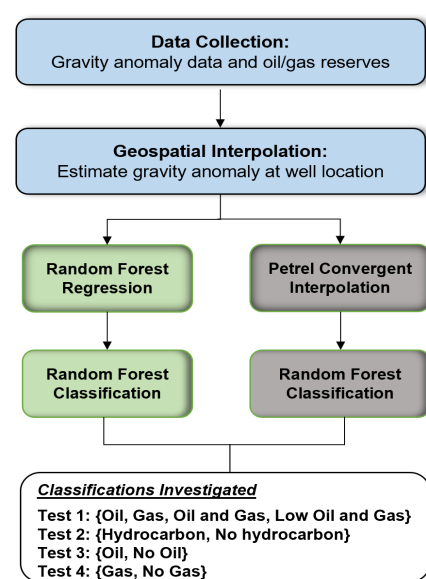 Data Collection:
Gravity anomaly data and oil/gas reserves
Geospatial Interpolation:
Estimate gravity anomaly at well location
Random Forest
Regression
Petrel Convergent
Interpolation
Random Forest
Classification
Random Forest
Classification
Classifications Investigated
Test 1: {Oil, Gas, Oil and Gas, Low Oil and Gas}
Test 2: {Hydrocarbon, No hydrocarbon}
Test 3: {Oil, No Oil}
Test 4: {Gas, No Gas}